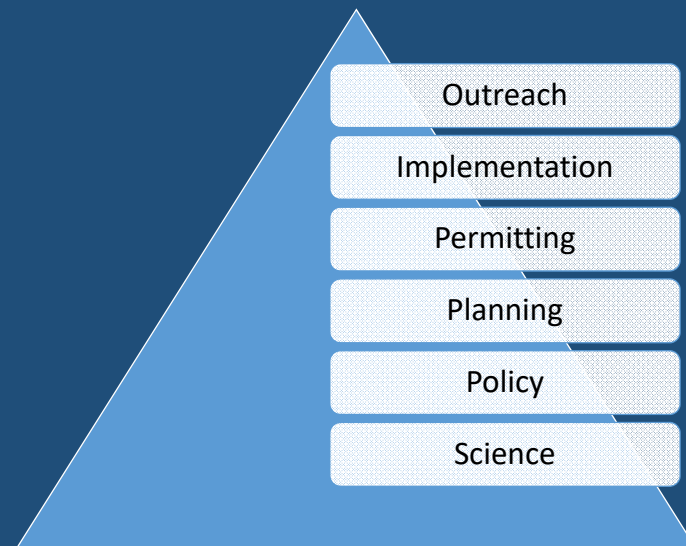 Outreach
Implementation
Permitting
Planning
Policy
Science